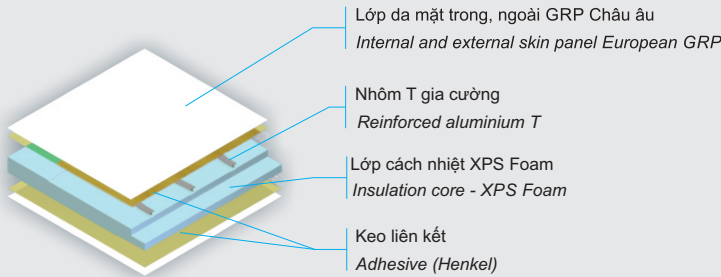 Lớp da mặt trong, ngoài GRP Châu âu
Internal and external skin panel European GRP
Nhôm T gia cường
Reinforced aluminium T
Lớp cách nhiệt XPS Foam
Insulation core - XPS Foam
Keo liên kết
Adhesive (Henkel)